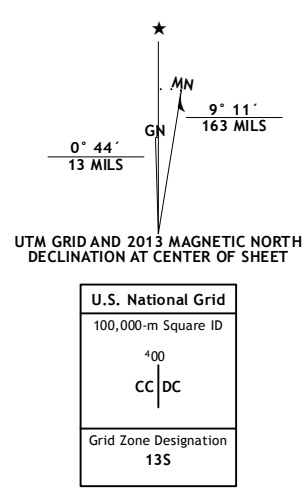 ★
MN
9° 11´
163 MILS
GN
0° 44´
13 MILS
UTM GRID AND 2013 MAGNETIC NORTH
DECLINATION AT CENTER OF SHEET
U.S. National Grid
100,000-m Square ID
⁴00
CC DC
Grid Zone Designation
13S